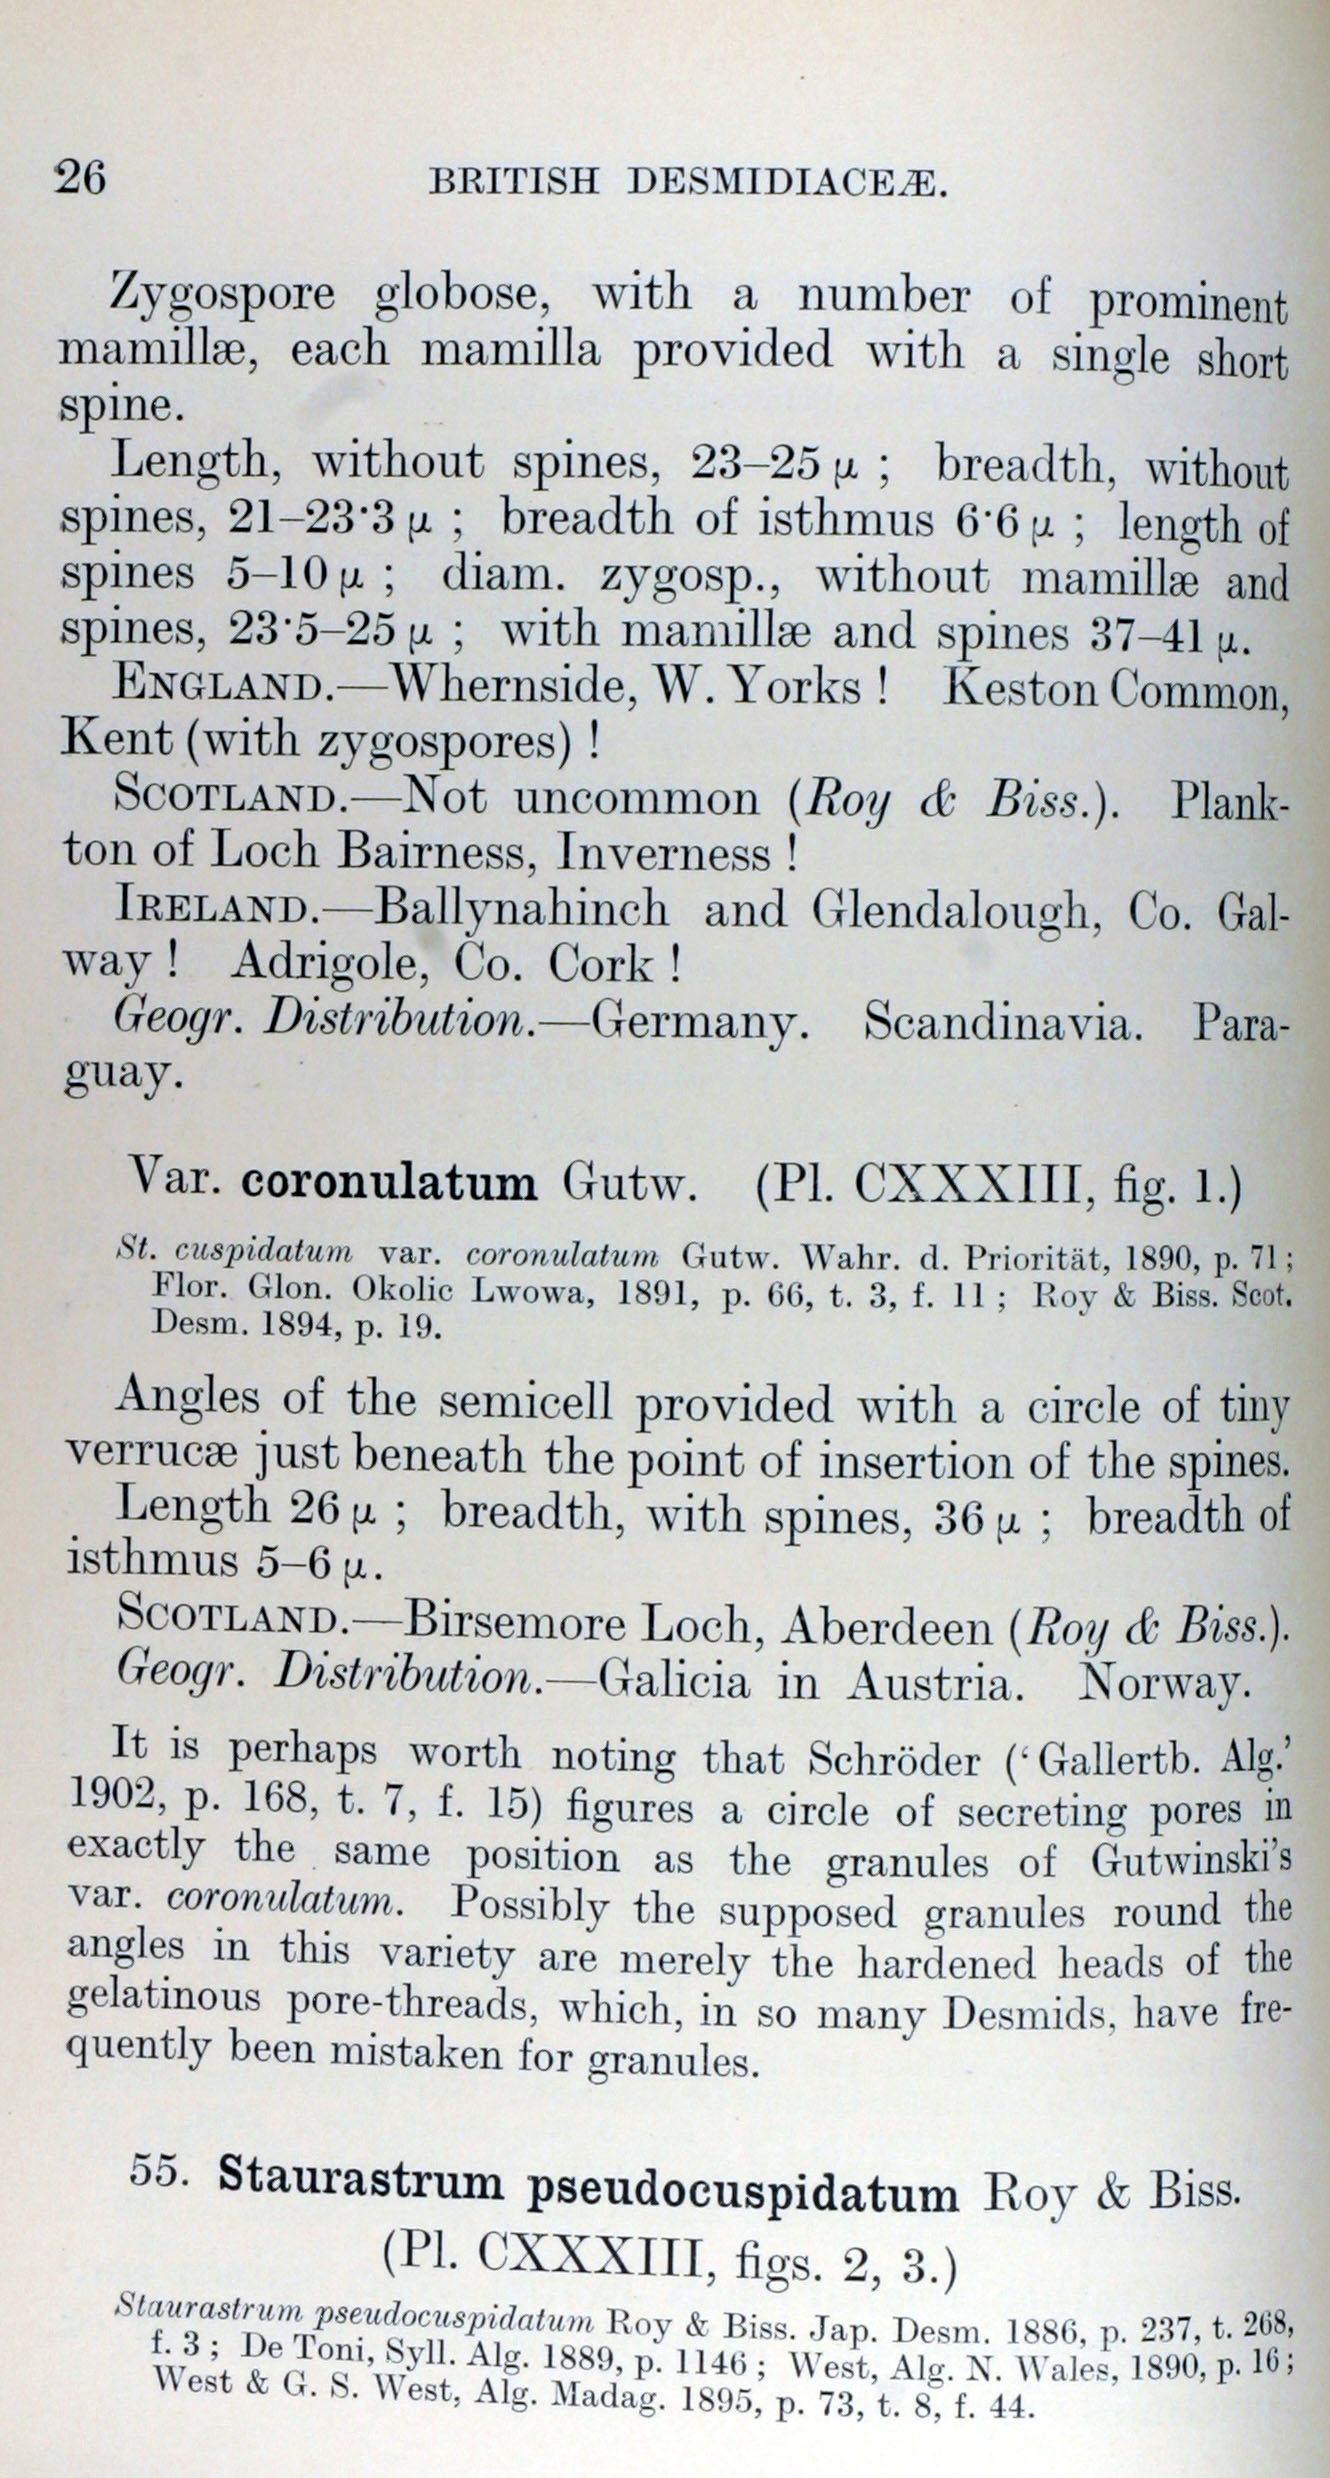 26 BRITISH DESMIDIACEÆ.
Zygospore globose, with a number of prominent
mamillæ, each mamilla provided with a single short
spine.
Length, without spines, 23–25 µ ; breadth, without
spines, 21–23·3 µ ; breadth of isthmus 6·6 µ ; length of
spines 5–10 µ ; diam. zygosp., without mamillæ and
spines, 23·5–25 µ ; with mamillæ and spines 37–41 µ.
ENGLAND.—Whernside, W. Yorks ! Keston Common,
Kent (with zygospores) !
SCOTLAND.—Not uncommon (Roy & Biss.). Plank-
ton of Loch Bairness, Inverness !
IRELAND.—Ballynahinch and Glendalough, Co. Gal-
way ! Adrigole, Co. Cork !
Geogr. Distribution.—Germany. Scandinavia. Para-
guay.
Var. coronulatum Gutw. (Pl. CXXXIII, fig. 1.)
St. cuspidatum var. coronulatum Gutw. Wahr. d. Priorität, 1890, p. 71 ;
Flor. Glon. Okolic Lwowa, 1891, p. 66, t. 3, f. 11 ; Roy & Biss. Scot.
Desm. 1894, p. 19.
Angles of the semicell provided with a circle of tiny
verrucæ just beneath the point of insertion of the spines.
Length 26 µ ; breadth, with spines, 36 µ ; breadth of
isthmus 5–6 µ.
SCOTLAND.—Birsemore Loch, Aberdeen (Roy & Biss.).
Geogr. Distribution.—Galicia in Austria. Norway.
It is perhaps worth noting that Schröder (‘Gallertb. Alg.’
1902, p. 168, t. 7, f. 15) figures a circle of secreting pores in
exactly the same position as the granules of Gutwinski’s
var. coronulatum. Possibly the supposed granules round the
angles in this variety are merely the hardened heads of the
gelatinous pore-threads, which, in so many Desmids, have fre-
quently been mistaken for granules.
55. Staurastrum pseudocuspidatum Roy & Biss.
(Pl. CXXXIII, figs. 2, 3.)
Staurastrum pseudocuspidatum Roy & Biss. Jap. Desm. 1886, p. 237, t. 268,
f. 3 ; De Toni, Syll. Alg. 1889, p. 1146 ; West, Alg. N. Wales, 1890, p. 16 ;
West & G. S. West, Alg. Madag. 1895, p. 73, t. 8, f. 44.